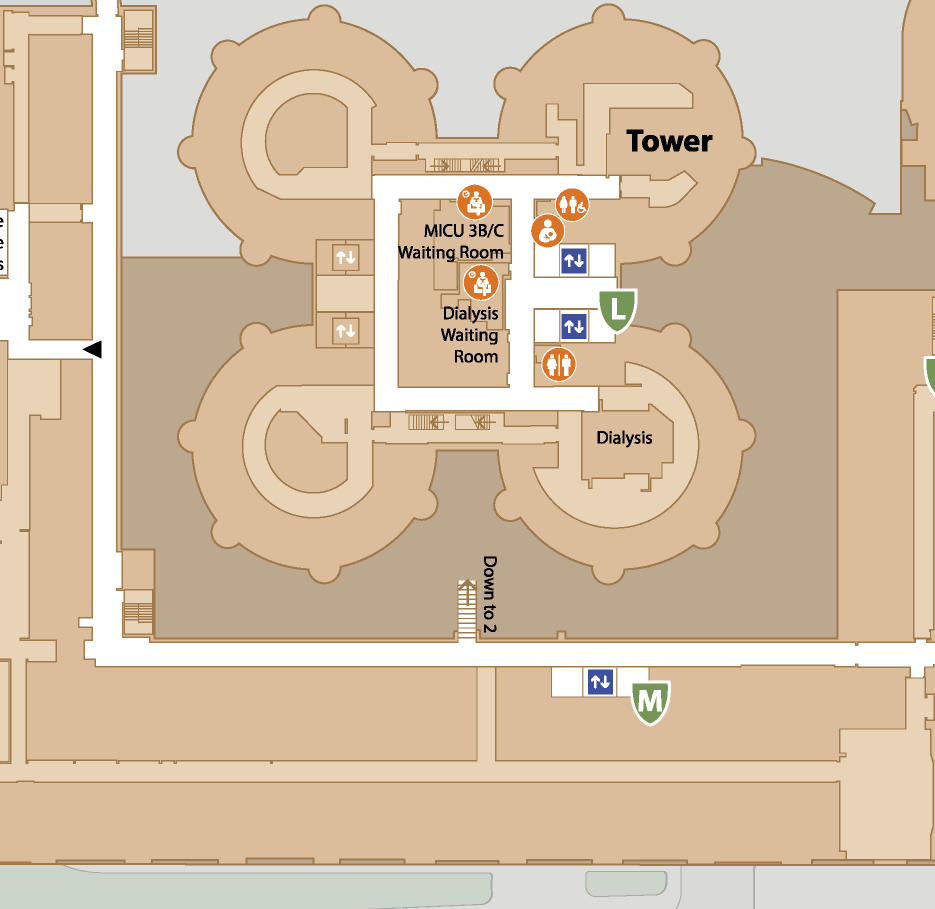 Tower
MICU 3B/C
Waiting Room
L
Dialysis
Waiting
Room
Dialysis
Down to 2
M
e
e
s